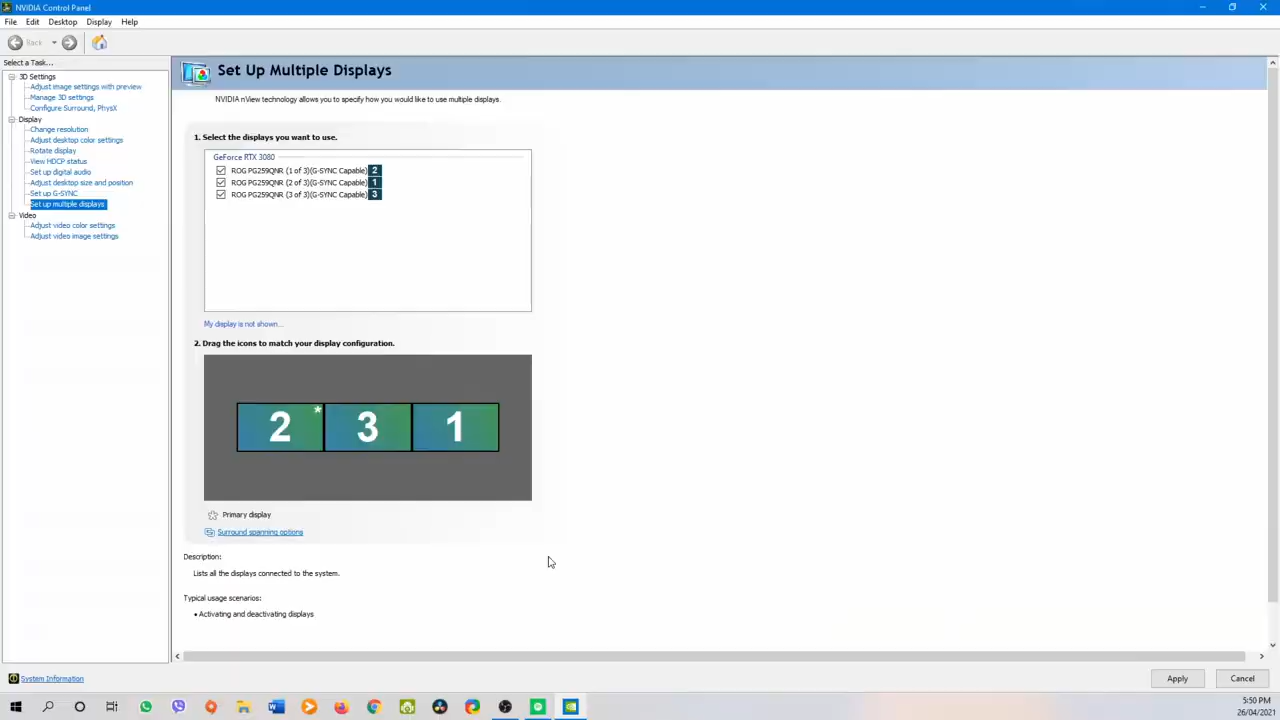 NVIDIA Control Panel
File Edit Desktop Display Help
Back
Select a Task...
3D Settings
Adjust image settings with preview
Manage 3D settings
Configure Surround, PhysX
Display
Change resolution
Adjust desktop color settings
Rotate display
View HDCP status
Set up digital audio
Adjust desktop size and position
Set up G-SYNC
Set up multiple displays
Video
Adjust video color settings
Adjust video image settings
System Information
Set Up Multiple Displays
NVIDIA nView technology allows you to specify how you would like to use multiple displays.
1. Select the displays you want to use.
GeForce RTX 3080
ROG PG259QNR (1 of 3)(G-SYNC Capable) 2
ROG PG259QNR (2 of 3)(G-SYNC Capable) 1
ROG PG259QNR (3 of 3)(G-SYNC Capable) 3
My display is not shown...
2. Drag the icons to match your display configuration.
2* 3 1
Primary display
Surround spanning options
Description:
Lists all the displays connected to the system.
Typical usage scenarios:
• Activating and deactivating displays
Apply Cancel
5:50 PM
26/04/2021